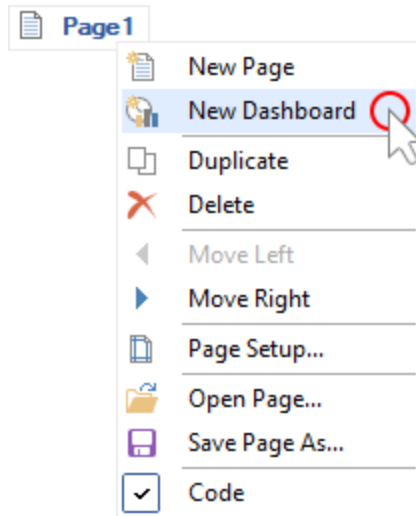 Page1
New Page
New Dashboard
Duplicate
Delete
Move Left
Move Right
Page Setup...
Open Page...
Save Page As...
Code